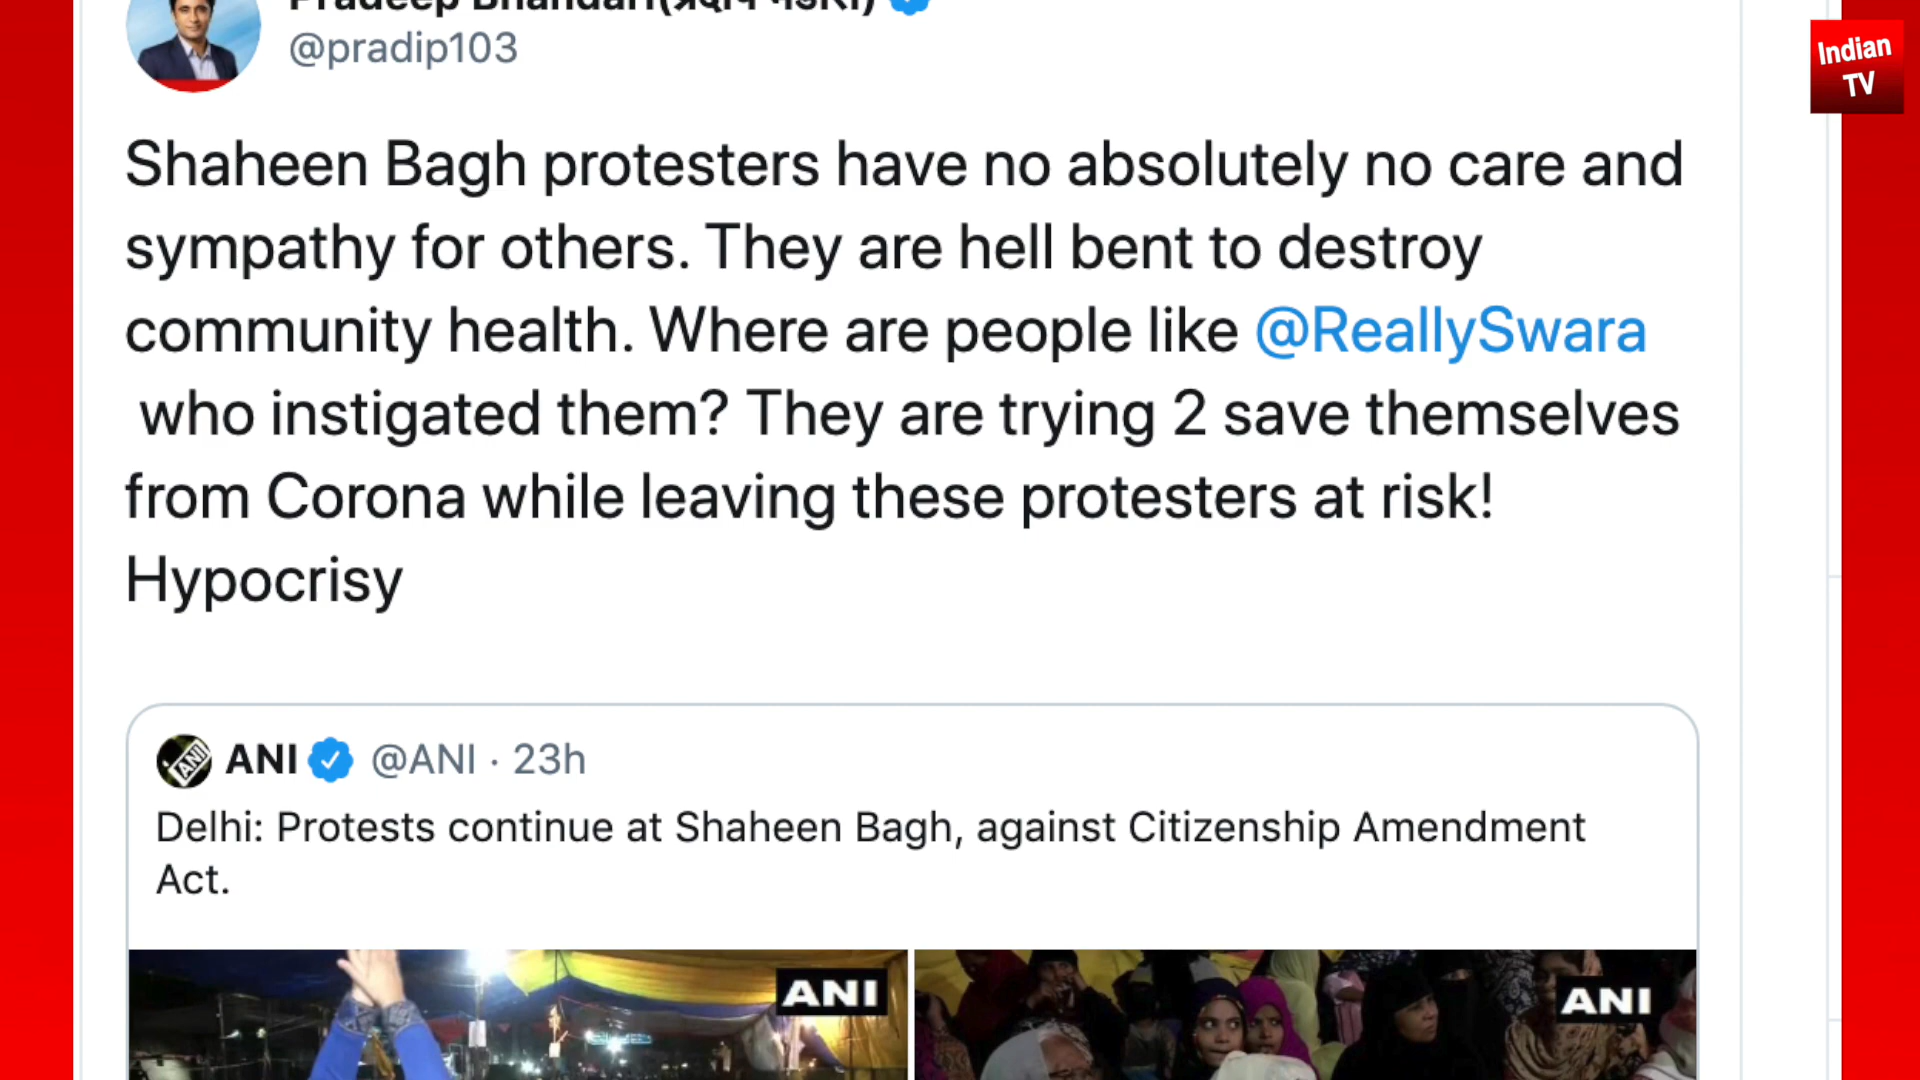 Pradeep Bhandari(प्रदीप भंडारी)
@pradip103
Indian
TV
Shaheen Bagh protesters have no absolutely no care and
sympathy for others. They are hell bent to destroy
community health. Where are people like @ReallySwara
who instigated them? They are trying 2 save themselves
from Corona while leaving these protesters at risk!
Hypocrisy
ANI @ANI · 23h
Delhi: Protests continue at Shaheen Bagh, against Citizenship Amendment
Act.
ANI
ANI